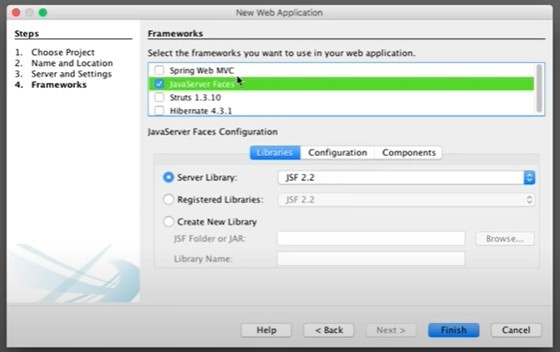 New Web Application
Steps
1. Choose Project
2. Name and Location
3. Server and Settings
4. Frameworks
Frameworks
Select the frameworks you want to use in your web application.
Spring Web MVC
JavaServer Faces
Struts 1.3.10
Hibernate 4.3.1
JavaServer Faces Configuration
Libraries Configuration Components
Server Library: JSF 2.2
Registered Libraries: JSF 2.2
Create New Library
JSF Folder or JAR: Browse...
Library Name:
Help < Back Next > Finish Cancel